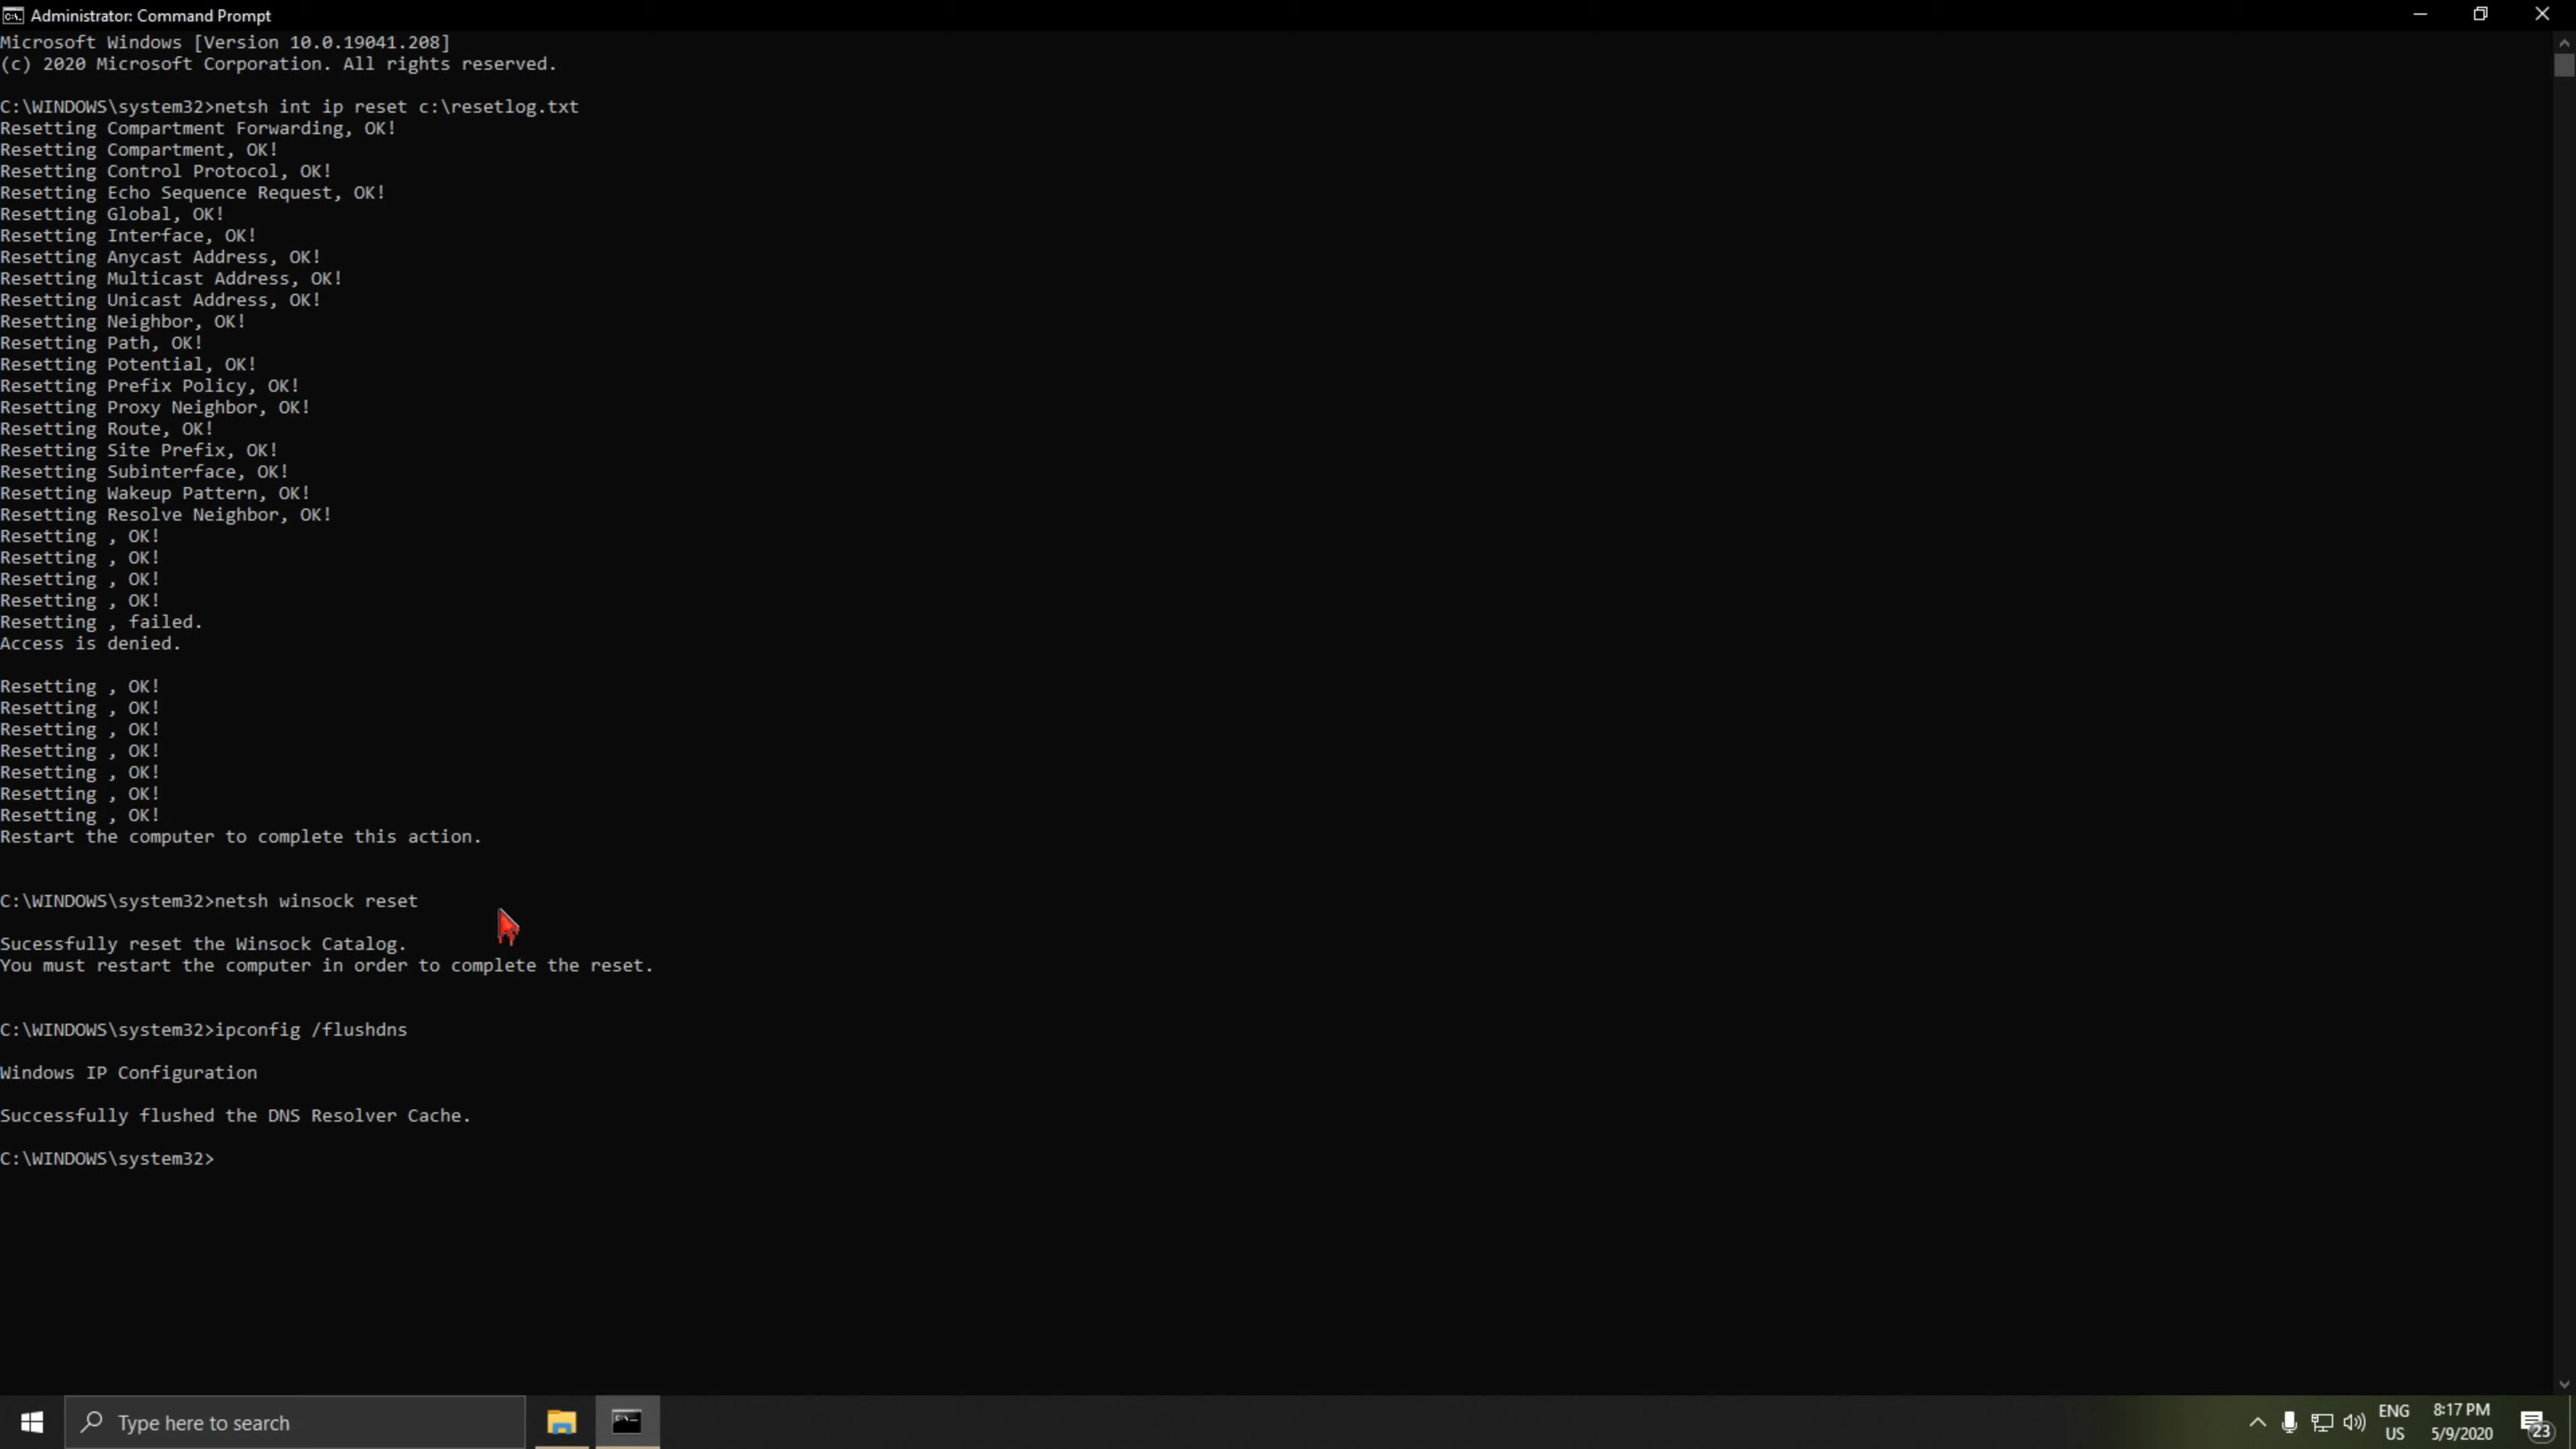 Administrator: Command Prompt
Microsoft Windows [Version 10.0.19041.208]
(c) 2020 Microsoft Corporation. All rights reserved.
C:\WINDOWS\system32>netsh int ip reset c:\resetlog.txt
Resetting Compartment Forwarding, OK!
Resetting Compartment, OK!
Resetting Control Protocol, OK!
Resetting Echo Sequence Request, OK!
Resetting Global, OK!
Resetting Interface, OK!
Resetting Anycast Address, OK!
Resetting Multicast Address, OK!
Resetting Unicast Address, OK!
Resetting Neighbor, OK!
Resetting Path, OK!
Resetting Potential, OK!
Resetting Prefix Policy, OK!
Resetting Proxy Neighbor, OK!
Resetting Route, OK!
Resetting Site Prefix, OK!
Resetting Subinterface, OK!
Resetting Wakeup Pattern, OK!
Resetting Resolve Neighbor, OK!
Resetting , OK!
Resetting , OK!
Resetting , OK!
Resetting , OK!
Resetting , failed.
Access is denied.
Resetting , OK!
Resetting , OK!
Resetting , OK!
Resetting , OK!
Resetting , OK!
Resetting , OK!
Resetting , OK!
Restart the computer to complete this action.
C:\WINDOWS\system32>netsh winsock reset
Sucessfully reset the Winsock Catalog.
You must restart the computer in order to complete the reset.
C:\WINDOWS\system32>ipconfig /flushdns
Windows IP Configuration
Successfully flushed the DNS Resolver Cache.
C:\WINDOWS\system32>
Type here to search
ENG
US
8:17 PM
5/9/2020
23